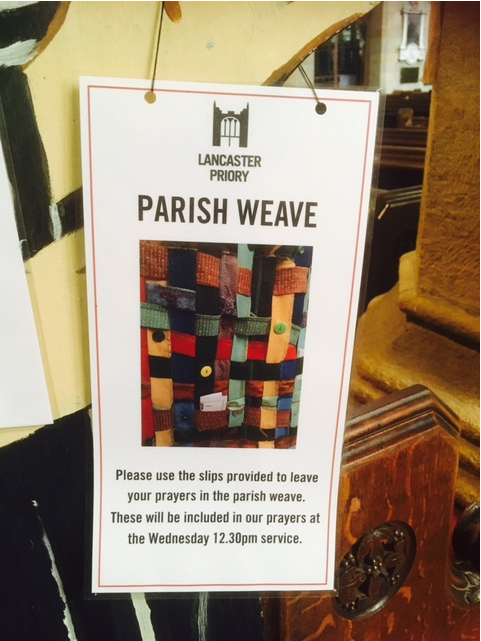 LANCASTER
PRIORY
PARISH WEAVE
Please use the slips provided to leave
your prayers in the parish weave.
These will be included in our prayers at
the Wednesday 12.30pm service.